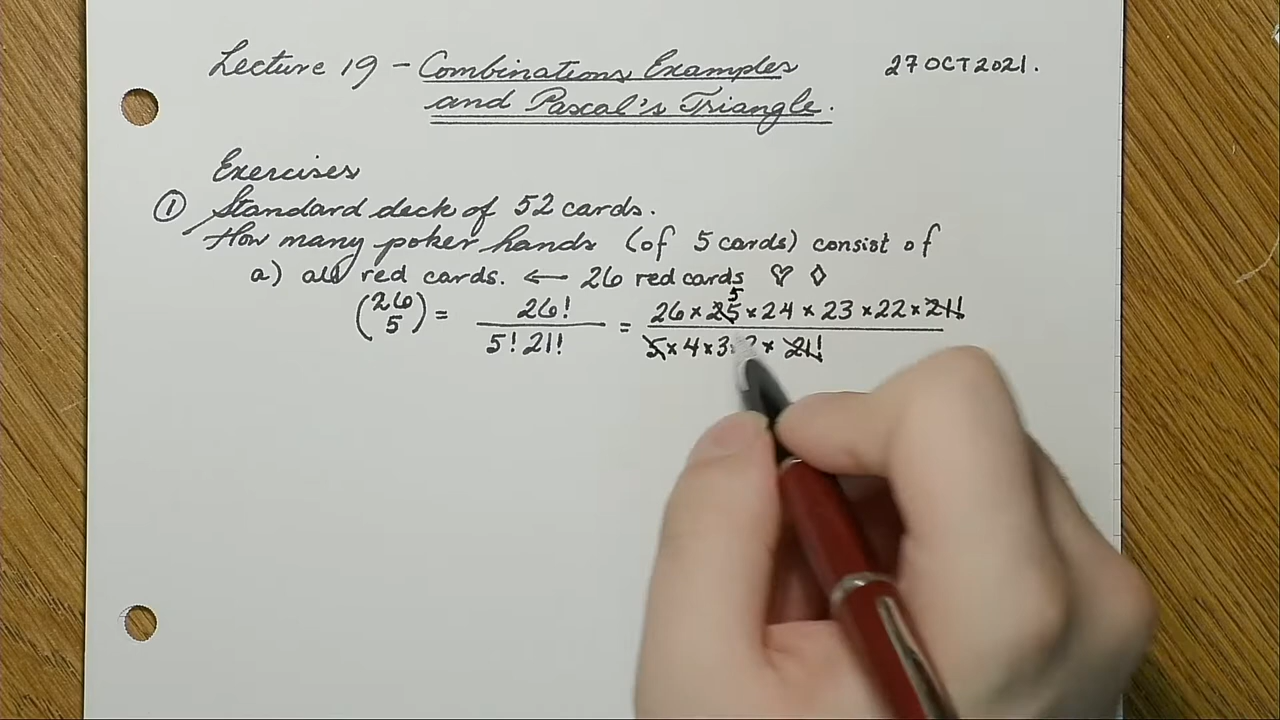 Lecture 19 - Combinations Examples 27 OCT 2021.
and Pascal's Triangle.
Exercises
① Standard deck of 52 cards.
How many poker hands (of 5 cards) consist of
a) all red cards. ← 26 red cards ♡ ◇
(26 5) = 26! / 5! 21! = 26 × 25 5 × 24 × 23 × 22 × 21! / 5 × 4 × 3 × 2 × 21!